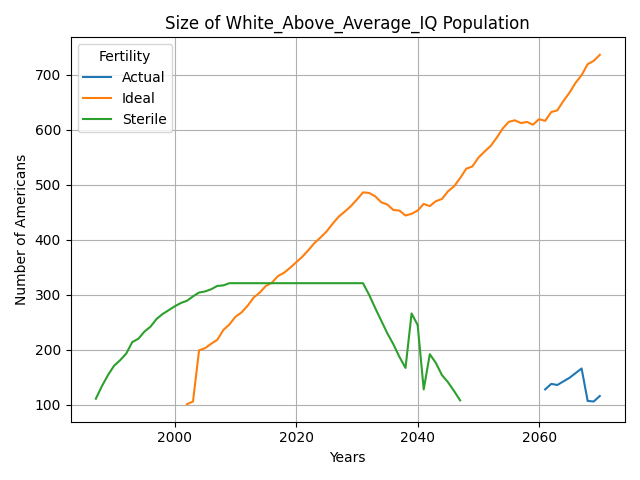 Size of White_Above_Average_IQ Population
Fertility
Actual
Ideal
Sterile
Number of Americans
700
600
500
400
300
200
100
2000 2020 2040 2060
Years